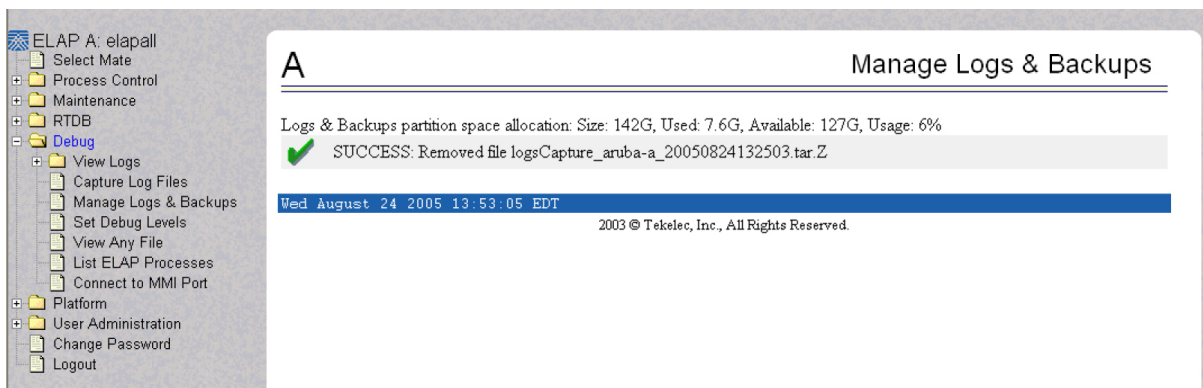 ELAP A: elapall
Select Mate
Process Control
Maintenance
RTDB
Debug
View Logs
Capture Log Files
Manage Logs & Backups
Set Debug Levels
View Any File
List ELAP Processes
Connect to MMI Port
Platform
User Administration
Change Password
Logout
A
Manage Logs & Backups
Logs & Backups partition space allocation: Size: 142G, Used: 7.6G, Available: 127G, Usage: 6%
SUCCESS: Removed file logsCapture_aruba-a_20050824132503.tar.Z
Wed August 24 2005 13:53:05 EDT
2003 © Tekelec, Inc., All Rights Reserved.